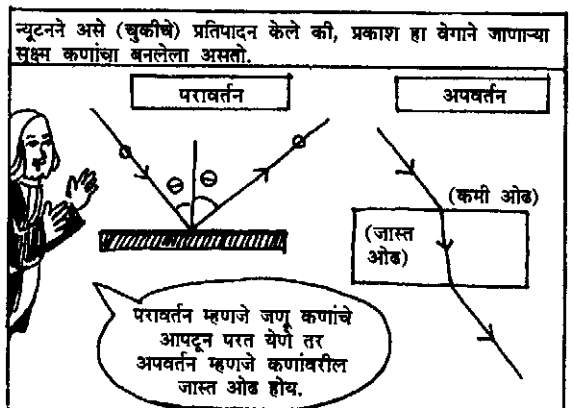 न्यूटनने असे (चुकीचे) प्रतिपादन केले की, प्रकाश हा वेगाने जाणाऱ्या
सूक्ष्म कणांचा बनलेला असतो.
परावर्तन
अपवर्तन
θ θ
(कमी ओढ)
(जास्त
ओढ)
परावर्तन म्हणजे जणू कणांचे
आपटून परत येणे तर
अपवर्तन म्हणजे कणांवरील
जास्त ओढ होय.